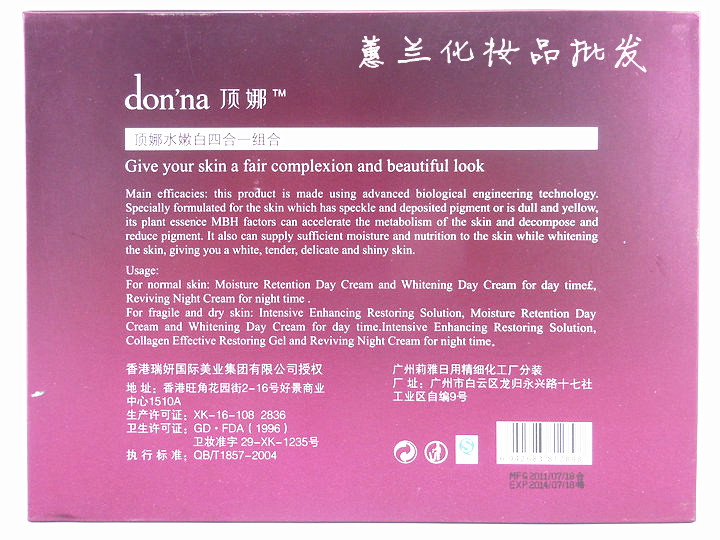 蕙兰化妆品批发
don'na 顶娜™
顶娜水嫩白四合一组合
Give your skin a fair complexion and beautiful look
Main efficacies: this product is made using advanced biological engineering technology.
Specially formulated for the skin which has speckle and deposited pigment or is dull and yellow,
its plant essence MBH factors can accelerate the metabolism of the skin and decompose and
reduce pigment. It also can supply sufficient moisture and nutrition to the skin while whitening
the skin, giving you a white, tender, delicate and shiny skin.
Usage:
For normal skin: Moisture Retention Day Cream and Whitening Day Cream for day time£,
Reviving Night Cream for night time .
For fragile and dry skin: Intensive Enhancing Restoring Solution, Moisture Retention Day
Cream and Whitening Day Cream for day time.Intensive Enhancing Restoring Solution,
Collagen Effective Restoring Gel and Reviving Night Cream for night time。
香港瑞妍国际美业集团有限公司授权
地 址：香港旺角花园街2-16号好景商业
中心1510A
生产许可证：XK-16-108 2836
卫生许可证：GD·FDA（1996）
卫妆准字 29-XK-1235号
执 行 标 准：QB/T1857-2004
广州莉雅日用精细化工厂分装
厂 址：广州市白云区龙归永兴路十七社
工业区自编9号
MFG 2011/07/18合
EXP 2014/07/18格